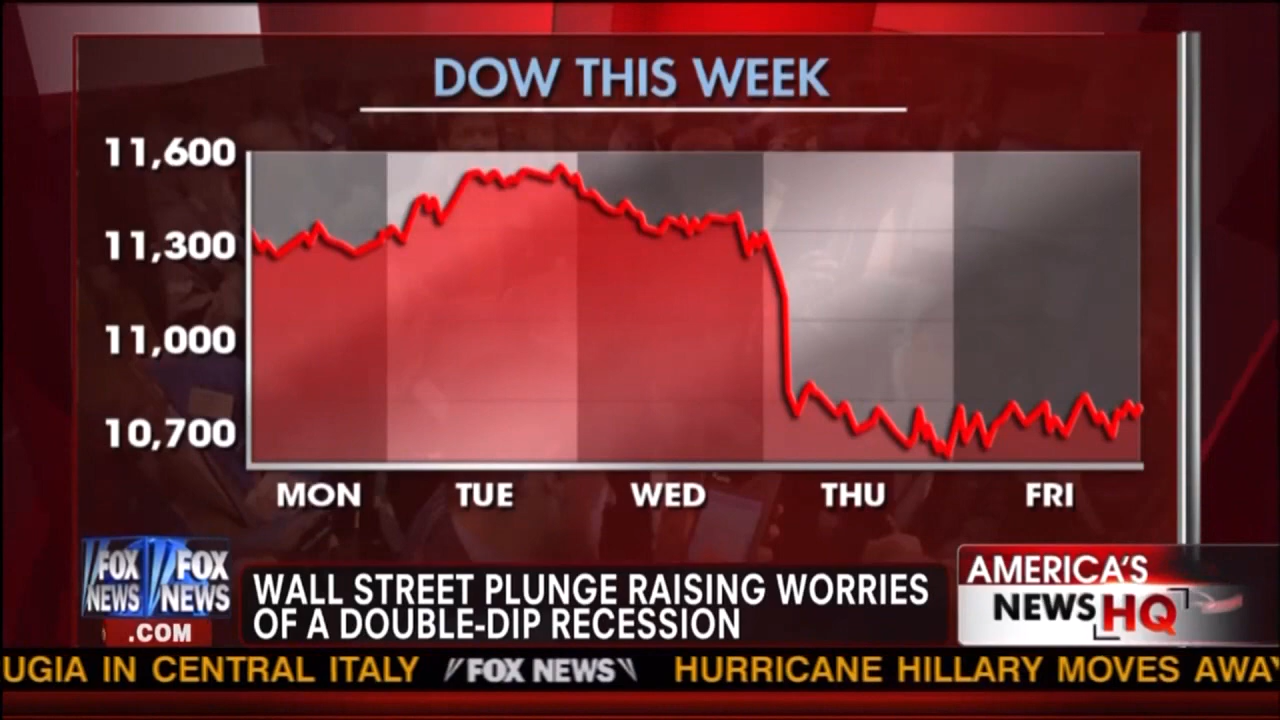 DOW THIS WEEK
11,600
11,300
11,000
10,700
MON TUE WED THU FRI
FOX NEWS FOX NEWS
.COM
WALL STREET PLUNGE RAISING WORRIES
OF A DOUBLE-DIP RECESSION
AMERICA'S
NEWS HQ
UGIA IN CENTRAL ITALY FOX NEWS HURRICANE HILLARY MOVES AWA